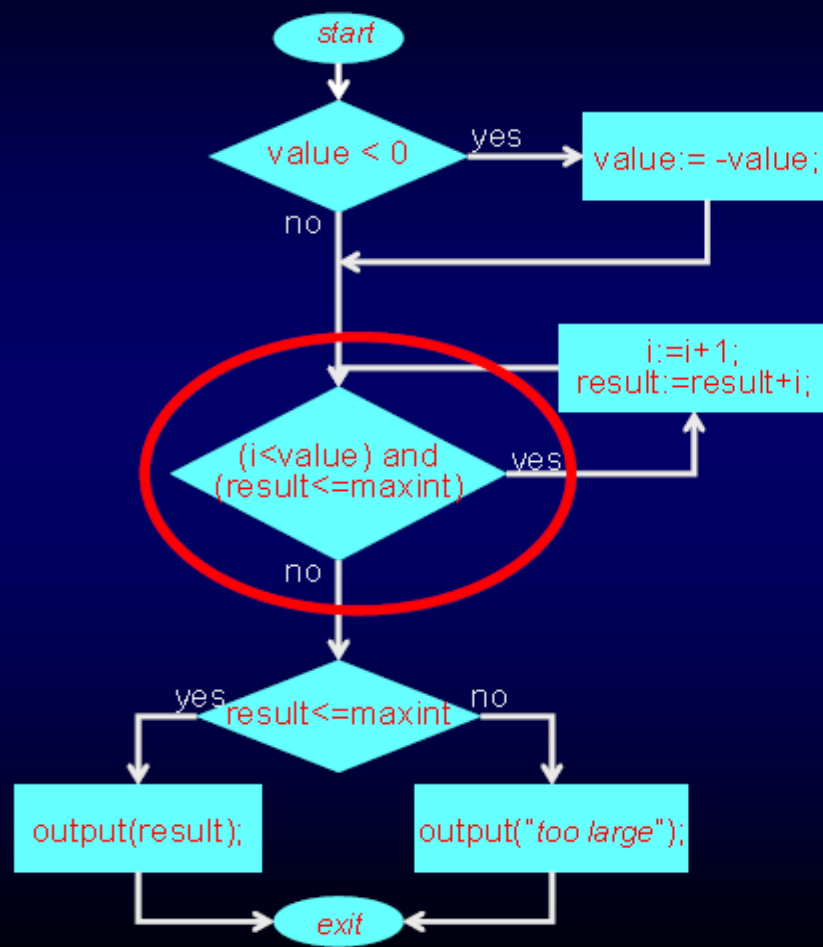 start
value < 0
yes
value:= -value;
no
i:=i+1;
result:=result+i;
(i<value) and
(result<=maxint)
yes
no
yes
result<=maxint
no
output(result);
output("too large");
exit